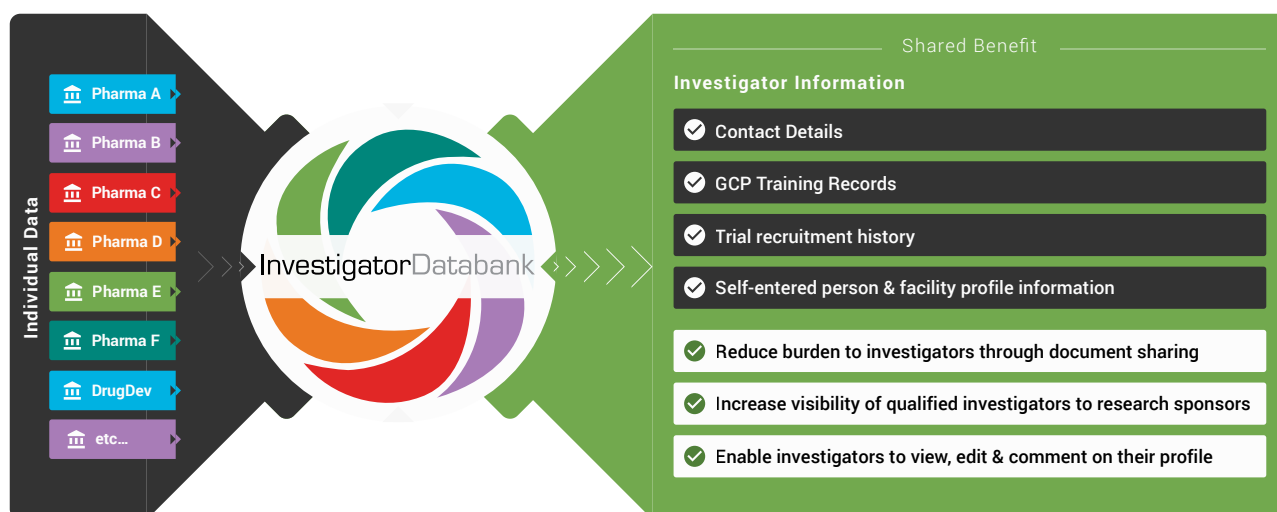 Individual Data
Pharma A
Pharma B
Pharma C
Pharma D
Pharma E
Pharma F
DrugDev
etc...
InvestigatorDatabank
Shared Benefit
Investigator Information
Contact Details
GCP Training Records
Trial recruitment history
Self-entered person & facility profile information
Reduce burden to investigators through document sharing
Increase visibility of qualified investigators to research sponsors
Enable investigators to view, edit & comment on their profile